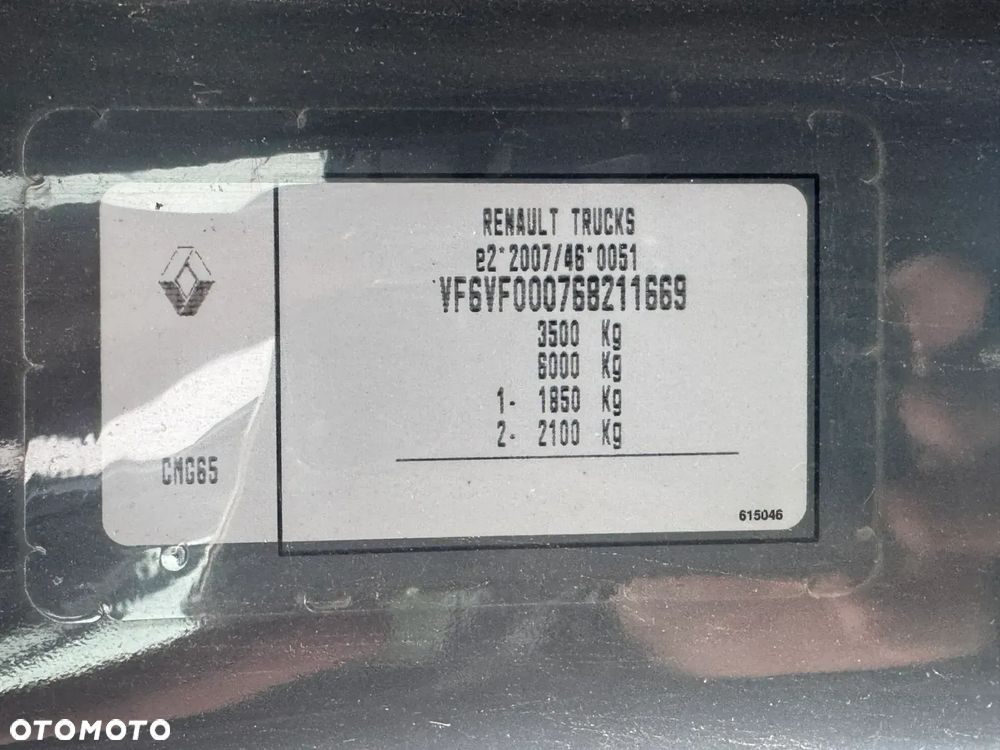 RENAULT TRUCKS
e2*2007/46*0051
VF6VF000768211669
3500 Kg
6000 Kg
1- 1850 Kg
2- 2100 Kg
CMG65
615046
OTOMOTO